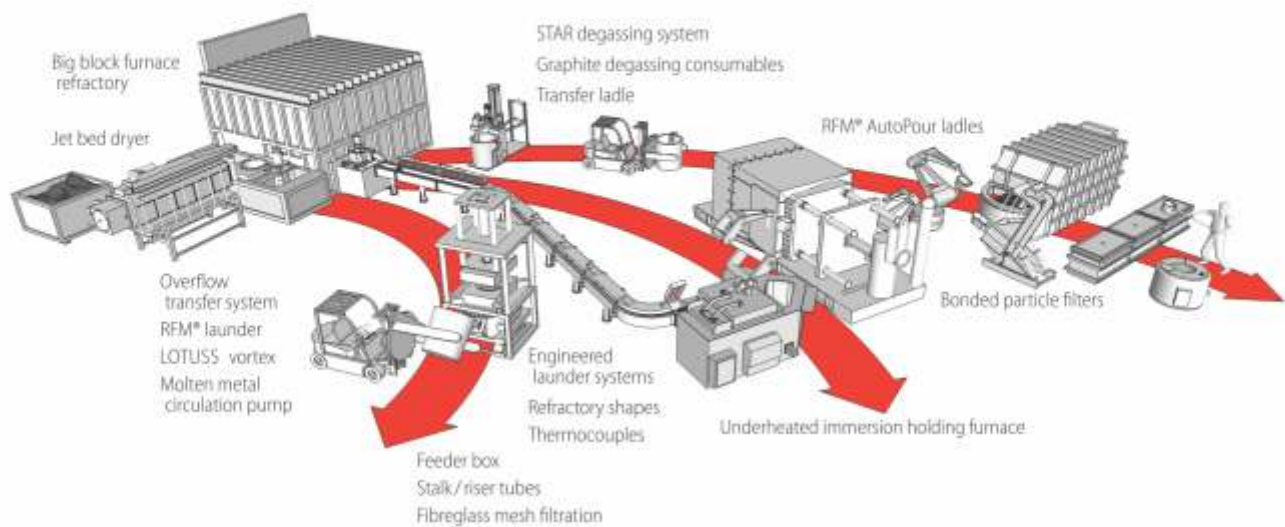 Big block furnace
refractory
Jet bed dryer
STAR degassing system
Graphite degassing consumables
Transfer ladle
RFM® AutoPour ladles
Overflow
transfer system
RFM® launder
LOTUSS vortex
Molten metal
circulation pump
Engineered
launder systems
Refractory shapes
Thermocouples
Bonded particle filters
Underheated immersion holding furnace
Feeder box
Stalk / riser tubes
Fibreglass mesh filtration